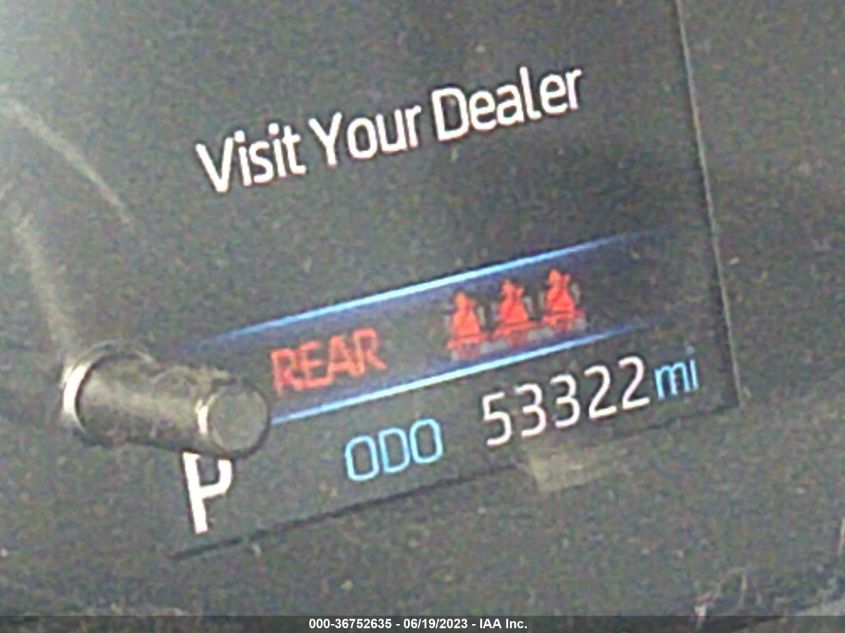 Visit Your Dealer
REAR
ODO 53322 mi
P
000-36752635 - 06/19/2023 - IAA Inc.